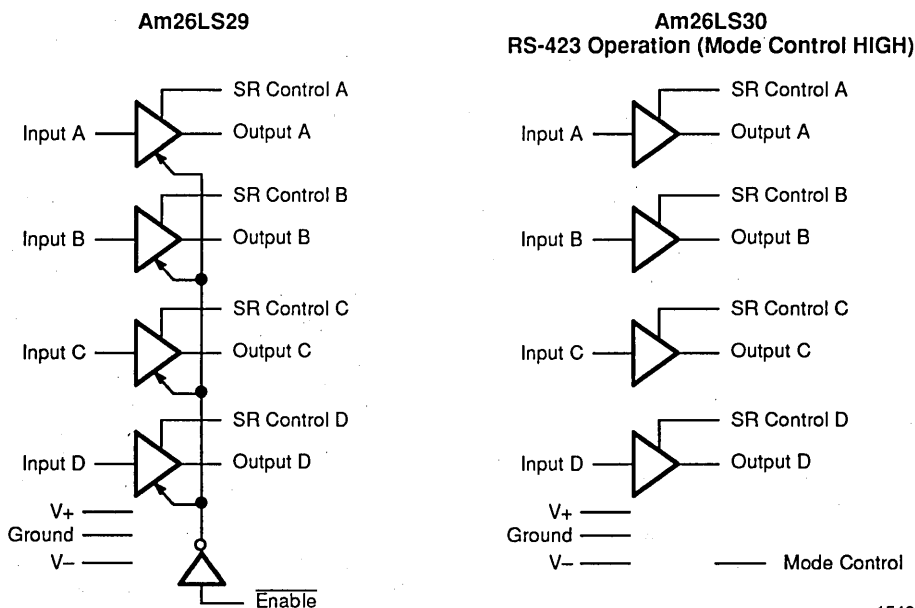 Am26LS29
SR Control A
Input A
Output A
SR Control B
Input B
Output B
SR Control C
Input C
Output C
SR Control D
Input D
Output D
V+
Ground
V–
Enable
Am26LS30
RS-423 Operation (Mode Control HIGH)
SR Control A
Input A
Output A
SR Control B
Input B
Output B
SR Control C
Input C
Output C
SR Control D
Input D
Output D
V+
Ground
V–
Mode Control